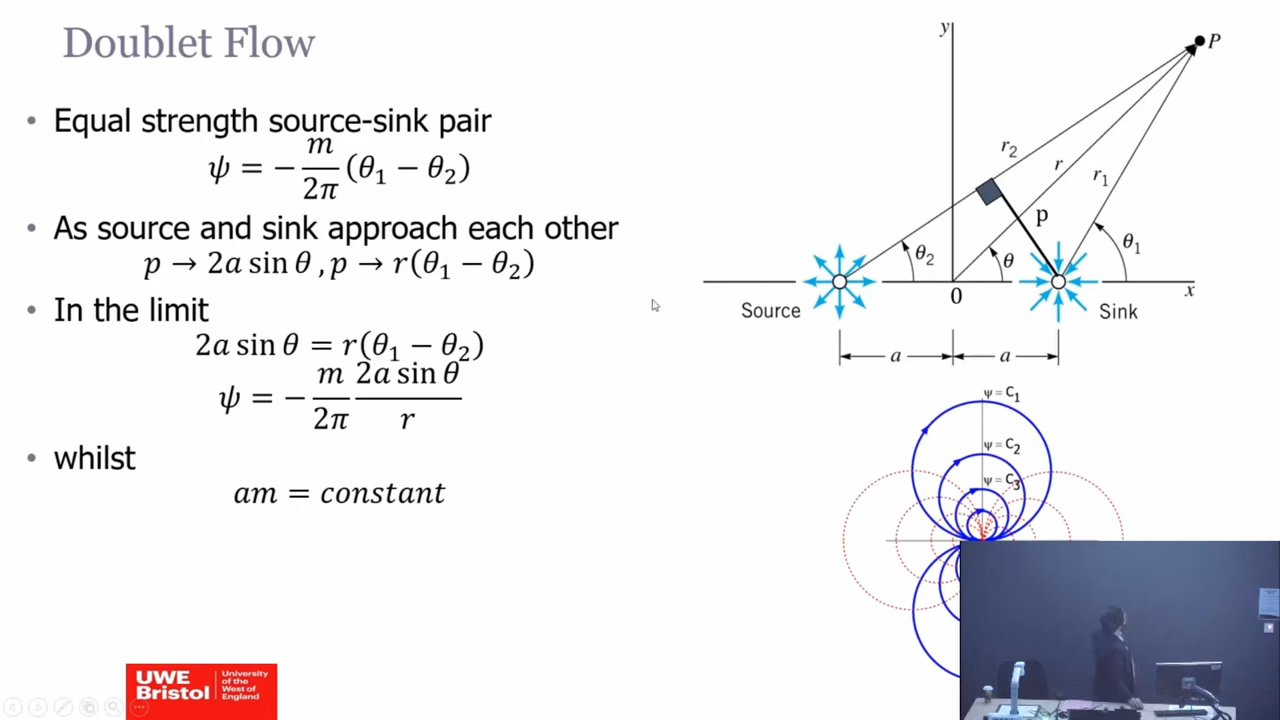 Doublet Flow
• Equal strength source-sink pair
ψ = − m/2π (θ₁ − θ₂)
• As source and sink approach each other
p → 2a sin θ , p → r(θ₁ − θ₂)
• In the limit
2a sin θ = r(θ₁ − θ₂)
ψ = − m/2π 2a sin θ/r
• whilst
am = constant
UWE Bristol
University of the West of England
y
P
r₂
r
r₁
p
θ₂
θ
θ₁
0
x
Source
Sink
a
a
ψ = C₁
ψ = C₂
ψ = C₃